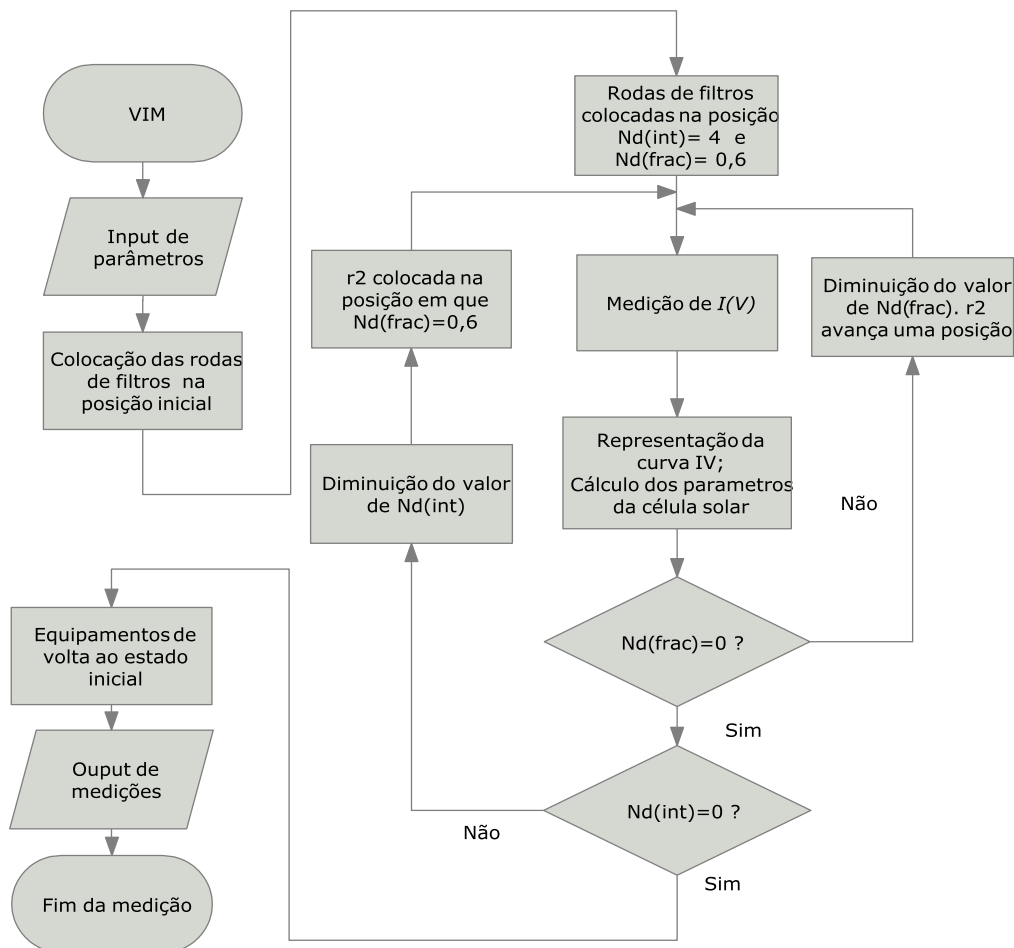 VIM
Input de
parâmetros
Colocação das rodas
de filtros na
posição inicial
Rodas de filtros
colocadas na posição
Nd(int)= 4 e
Nd(frac)= 0,6
Medição de I(V)
Representação da
curva IV;
Cálculo dos parametros
da célula solar
Nd(frac)=0 ?
Não
Diminuição do valor
de Nd(frac). r2
avança uma posição
Sim
Nd(int)=0 ?
Não
Diminuição do valor
de Nd(int)
r2 colocada na
posição em que
Nd(frac)=0,6
Sim
Equipamentos de
volta ao estado
inicial
Ouput de
medições
Fim da medição